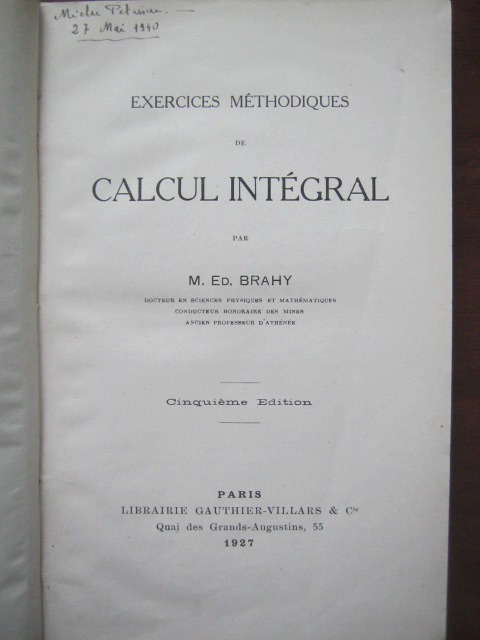 27 Mai 1940
EXERCICES MÉTHODIQUES
DE
CALCUL INTÉGRAL
PAR
M. ED. BRAHY
DOCTEUR EN SCIENCES PHYSIQUES ET MATHÉMATIQUES
CONDUCTEUR HONORAIRE DES MINES
ANCIEN PROFESSEUR D'ATHÉNÉE
Cinquième Edition
PARIS
LIBRAIRIE GAUTHIER-VILLARS & Cie
Quai des Grands-Augustins, 55
1927